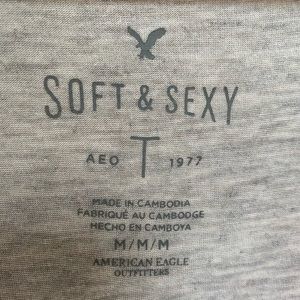 SOFT & SEXY
AEO T 1977
MADE IN CAMBODIA
FABRIQUÉ AU CAMBODGE
HECHO EN CAMBOYA
M/M/M
AMERICAN EAGLE
OUTFITTERS